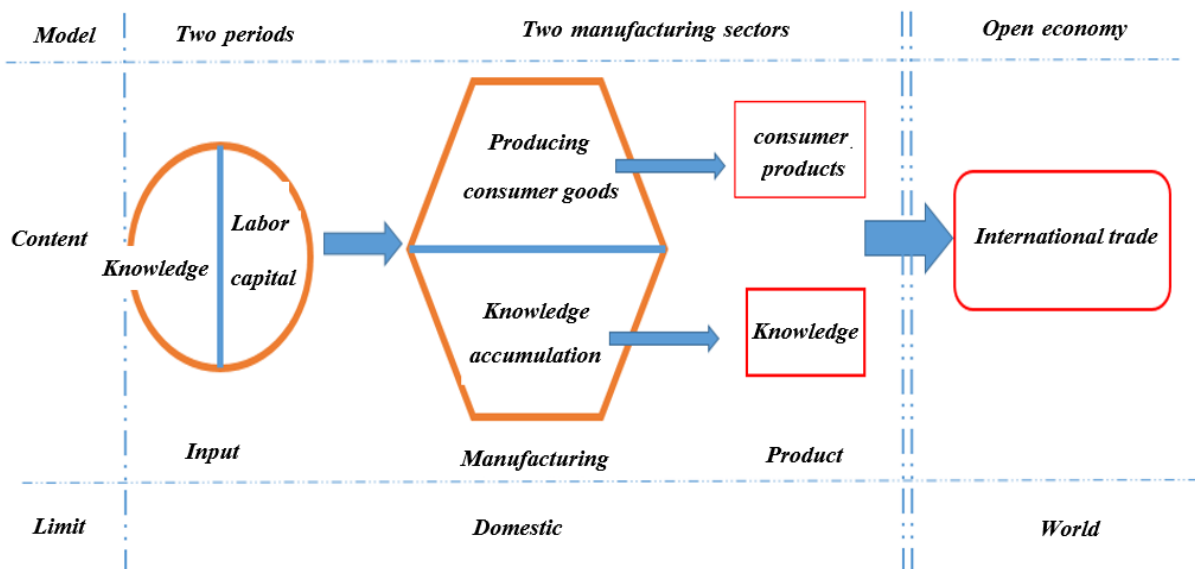 Model
Two periods
Two manufacturing sectors
Open economy
Content
Knowledge
Labor
capital
Producing
consumer goods
Knowledge
accumulation
consumer
products
Knowledge
International trade
Input
Manufacturing
Product
Limit
Domestic
World